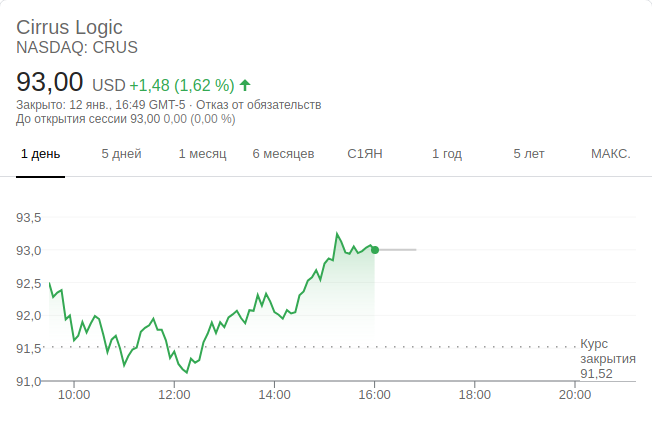 Cirrus Logic
NASDAQ: CRUS
93,00 USD +1,48 (1,62 %)
Закрыто: 12 янв., 16:49 GMT-5 · Отказ от обязательств
До открытия сессии 93,00 0,00 (0,00 %)
1 день 5 дней 1 месяц 6 месяцев С1ЯН 1 год 5 лет МАКС.
93,5
93,0
92,5
92,0
91,5
91,0
Курс
закрытия
91,52
10:00 12:00 14:00 16:00 18:00 20:00